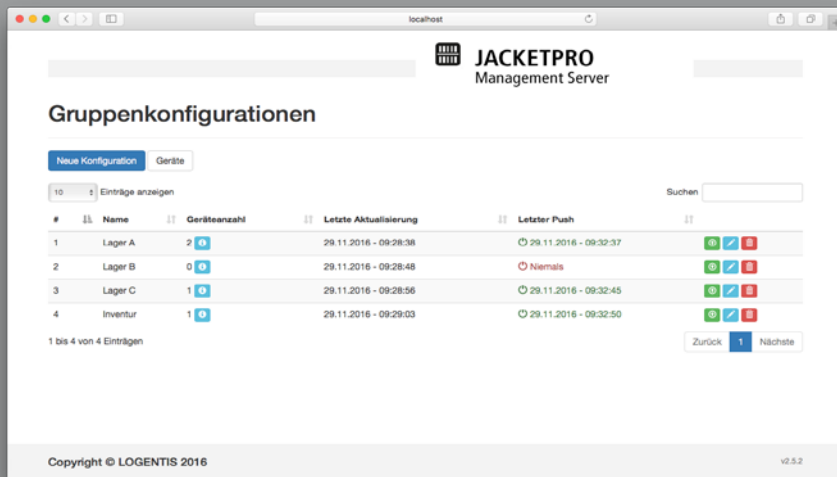 localhost
JACKETPRO
Management Server
Gruppenkonfigurationen
Neue Konfiguration Geräte
10 Einträge anzeigen Suchen
# Name Geräteanzahl Letzte Aktualisierung Letzter Push
1 Lager A 2 29.11.2016 - 09:28:38 29.11.2016 - 09:32:37
2 Lager B 0 29.11.2016 - 09:28:48 Niemals
3 Lager C 1 29.11.2016 - 09:28:56 29.11.2016 - 09:32:45
4 Inventur 1 29.11.2016 - 09:29:03 29.11.2016 - 09:32:50
1 bis 4 von 4 Einträgen Zurück 1 Nächste
Copyright © LOGENTIS 2016 v2.5.2